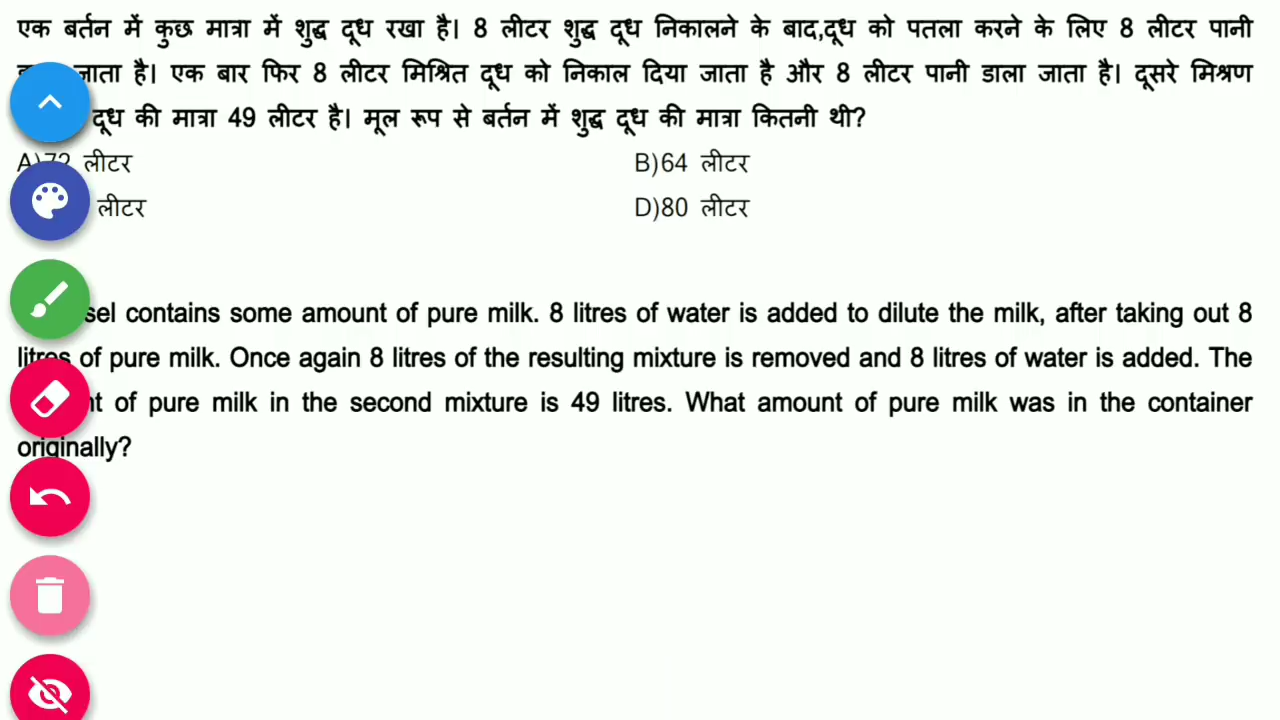 एक बर्तन में कुछ मात्रा में शुद्ध दूध रखा है। 8 लीटर शुद्ध दूध निकालने के बाद,दूध को पतला करने के लिए 8 लीटर पानी
जाता है। एक बार फिर 8 लीटर मिश्रित दूध को निकाल दिया जाता है और 8 लीटर पानी डाला जाता है। दूसरे मिश्रण
दूध की मात्रा 49 लीटर है। मूल रूप से बर्तन में शुद्ध दूध की मात्रा कितनी थी?
A)72 लीटर B)64 लीटर
लीटर D)80 लीटर
contains some amount of pure milk. 8 litres of water is added to dilute the milk, after taking out 8
litres of pure milk. Once again 8 litres of the resulting mixture is removed and 8 litres of water is added. The
of pure milk in the second mixture is 49 litres. What amount of pure milk was in the container
originally?